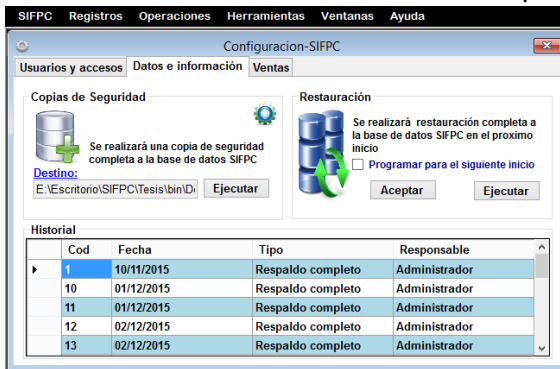 SIFPC Registros Operaciones Herramientas Ventanas Ayuda
Configuracion-SIFPC
Usuarios y accesos Datos e información Ventas
Copias de Seguridad
Se realizará una copia de seguridad
completa a la base de datos SIFPC
Destino:
E:\Escritorio\SIFPC\Tesis\bin\D Ejecutar
Restauración
Se realizará restauración completa a
la base de datos SIFPC en el proximo
inicio
Programar para el siguiente inicio
Aceptar Ejecutar
Historial
Cod Fecha Tipo Responsable
1 10/11/2015 Respaldo completo Administrador
10 01/12/2015 Respaldo completo Administrador
11 01/12/2015 Respaldo completo Administrador
12 02/12/2015 Respaldo completo Administrador
13 02/12/2015 Respaldo completo Administrador